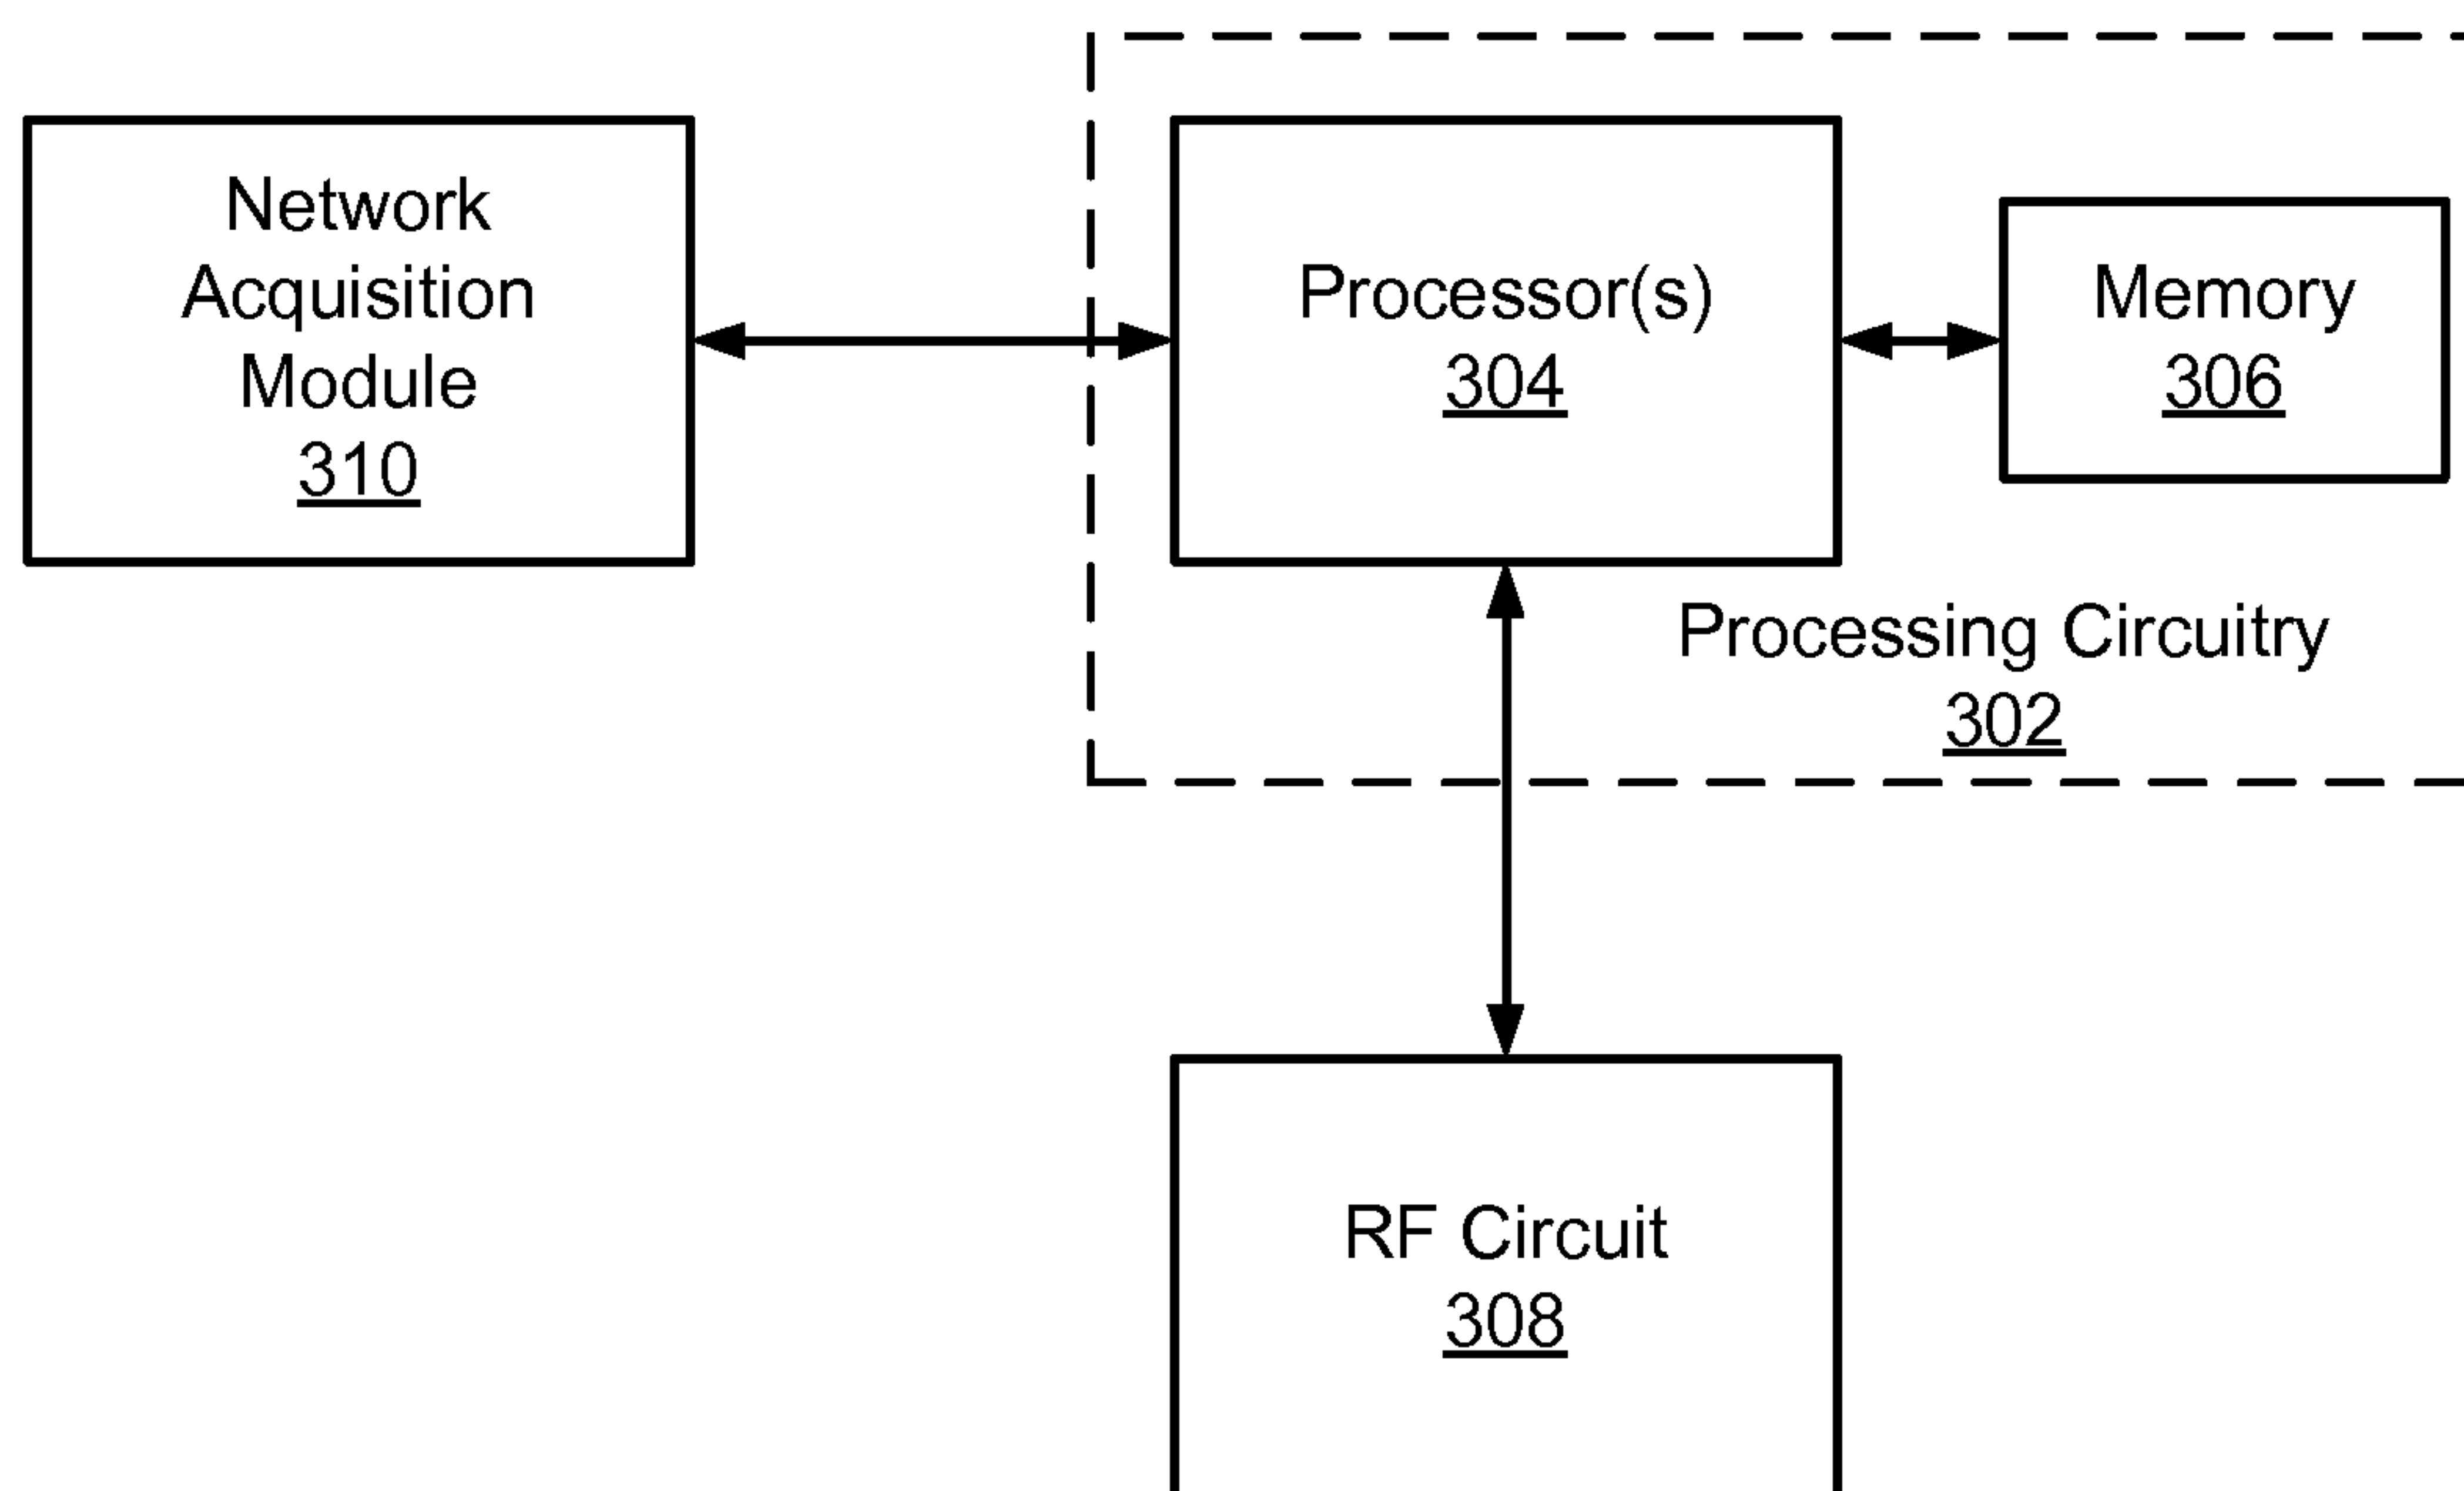 Network
Acquisition
Module
310
Processor(s)
304
Memory
306
Processing Circuitry
302
RF Circuit
308